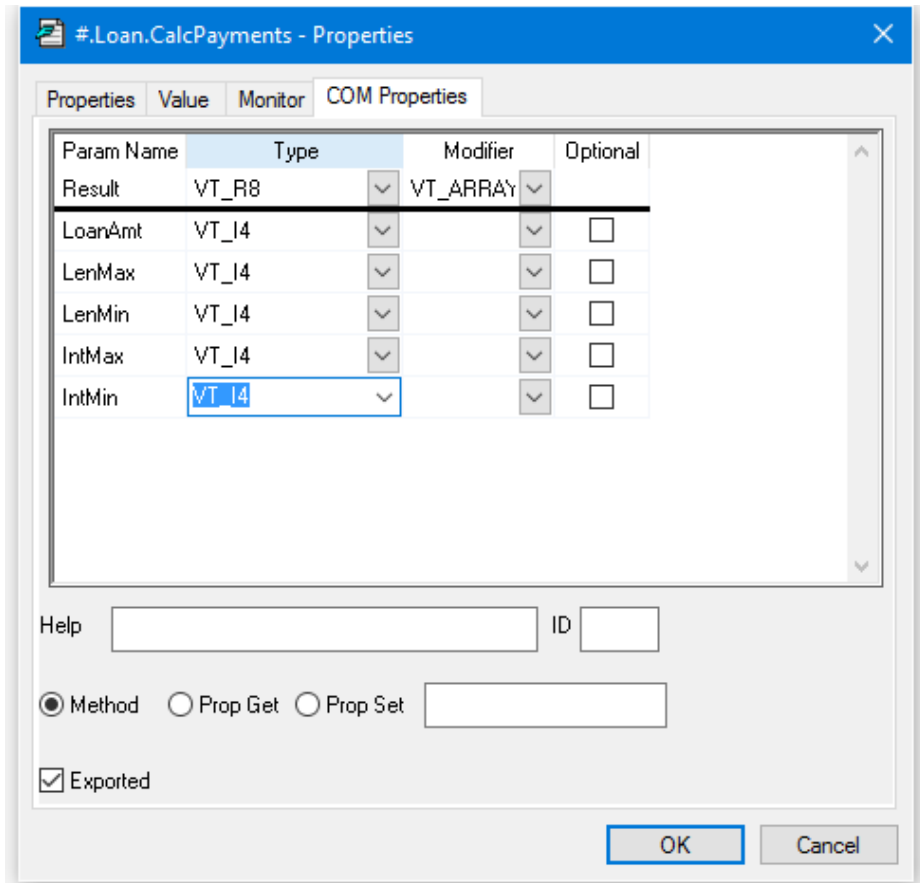 #.Loan.CalcPayments - Properties
Properties Value Monitor COM Properties
Param Name Type Modifier Optional
Result VT_R8 VT_ARRAY
LoanAmt VT_I4
LenMax VT_I4
LenMin VT_I4
IntMax VT_I4
IntMin VT_I4
Help ID
Method Prop Get Prop Set
Exported
OK Cancel